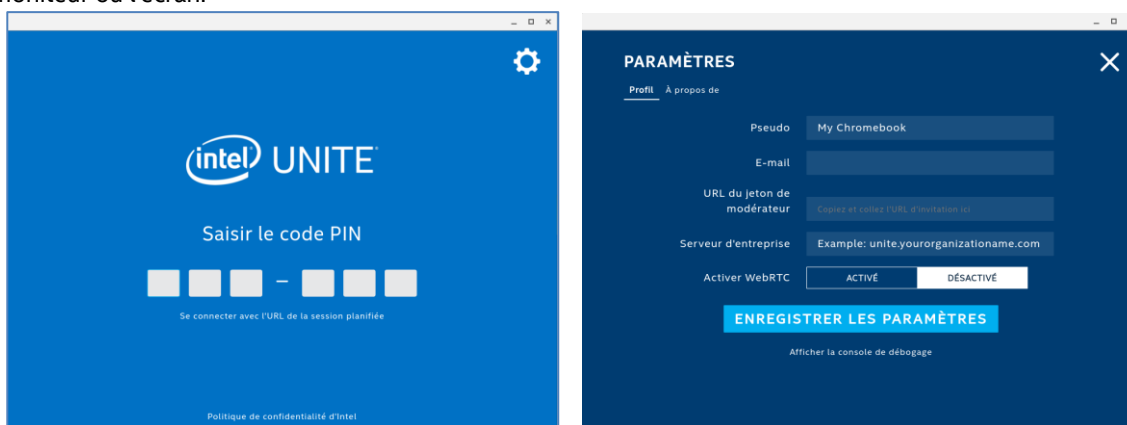 moniteur ou l'écran.
intel UNITE
Saisir le code PIN
–
Se connecter avec l'URL de la session planifiée
Politique de confidentialité d'Intel
PARAMÈTRES
Profil À propos de
Pseudo My Chromebook
E-mail
URL du jeton de
modérateur Copiez et collez l'URL d'invitation ici
Serveur d'entreprise Example: unite.yourorganizationame.com
Activer WebRTC ACTIVÉ DÉSACTIVÉ
ENREGISTRER LES PARAMÈTRES
Afficher la console de débogage